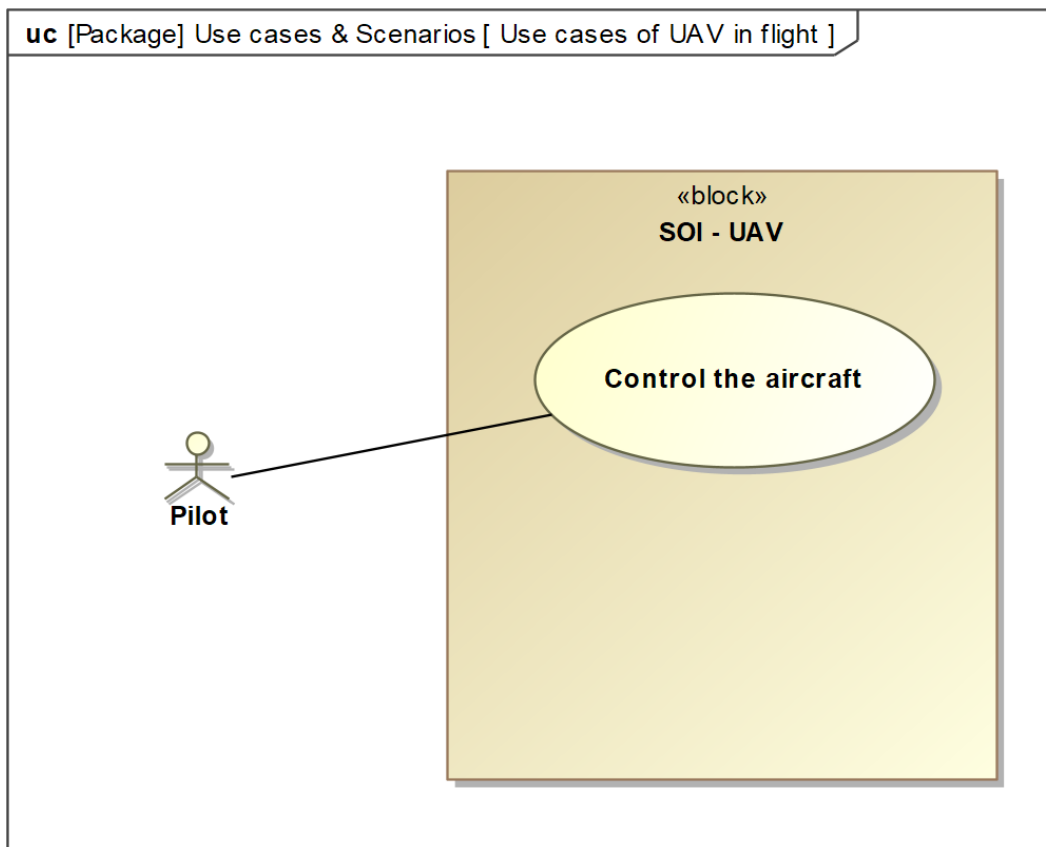 uc [Package] Use cases & Scenarios [ Use cases of UAV in flight ]
«block»
SOI - UAV
Control the aircraft
Pilot